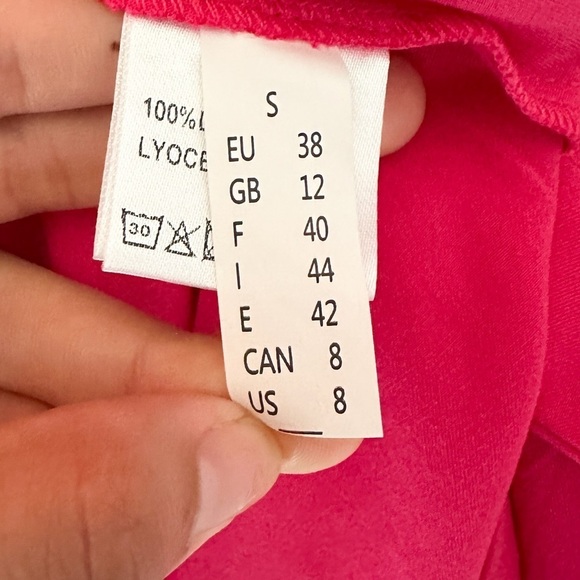 100%
LYOCE
30
S
EU 38
GB 12
F 40
I 44
E 42
CAN 8
US 8